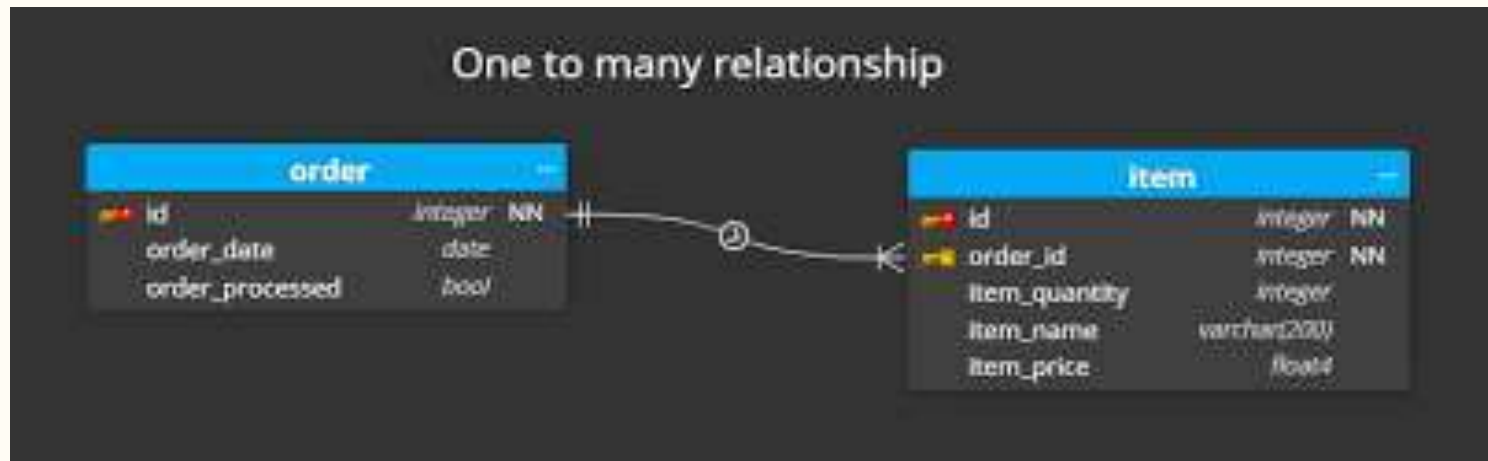 One to many relationship
order
id integer NN
order_date date
order_processed bool
item
id integer NN
order_id integer NN
item_quantity integer
item_name varchar(200)
item_price float4